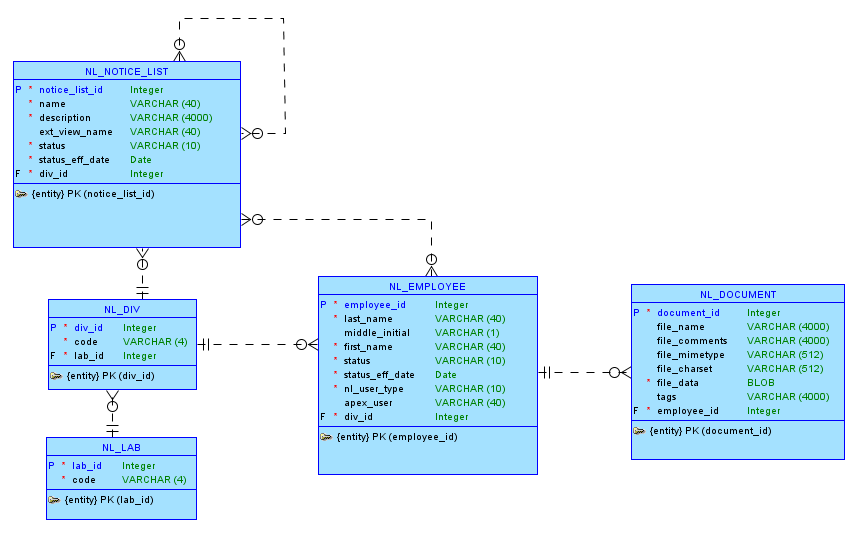 NL_NOTICE_LIST
P * notice_list_id Integer
* name VARCHAR (40)
* description VARCHAR (4000)
ext_view_name VARCHAR (40)
* status VARCHAR (10)
* status_eff_date Date
F * div_id Integer
{entity} PK (notice_list_id)
NL_DIV
P * div_id Integer
* code VARCHAR (4)
F * lab_id Integer
{entity} PK (div_id)
NL_LAB
P * lab_id Integer
* code VARCHAR (4)
{entity} PK (lab_id)
NL_EMPLOYEE
P * employee_id Integer
* last_name VARCHAR (40)
middle_initial VARCHAR (1)
* first_name VARCHAR (40)
* status VARCHAR (10)
* status_eff_date Date
* nl_user_type VARCHAR (10)
apex_user VARCHAR (40)
F * div_id Integer
{entity} PK (employee_id)
NL_DOCUMENT
P * document_id Integer
file_name VARCHAR (4000)
file_comments VARCHAR (4000)
file_mimetype VARCHAR (512)
file_charset VARCHAR (512)
* file_data BLOB
tags VARCHAR (4000)
F * employee_id Integer
{entity} PK (document_id)